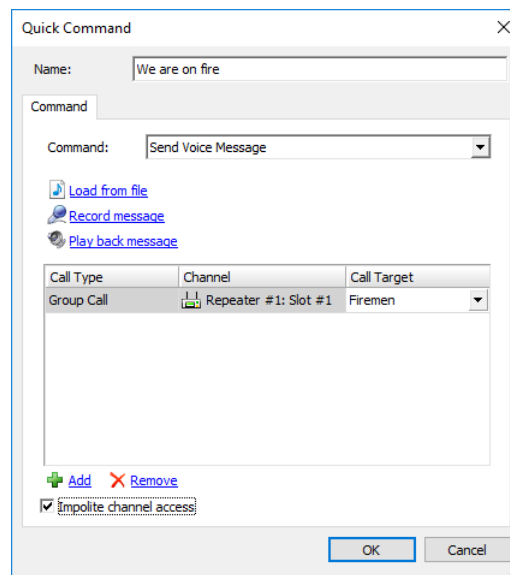 Quick Command
Name: We are on fire
Command
Command: Send Voice Message
Load from file
Record message
Play back message
Call Type Channel Call Target
Group Call Repeater #1: Slot #1 Firemen
Add Remove
Impolite channel access
OK Cancel